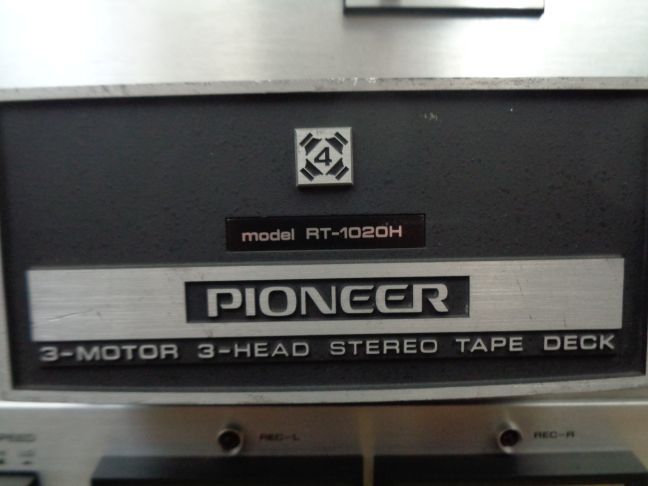 4
model RT-1020H
PIONEER
3-MOTOR 3-HEAD STEREO TAPE DECK
REC-L
REC-R